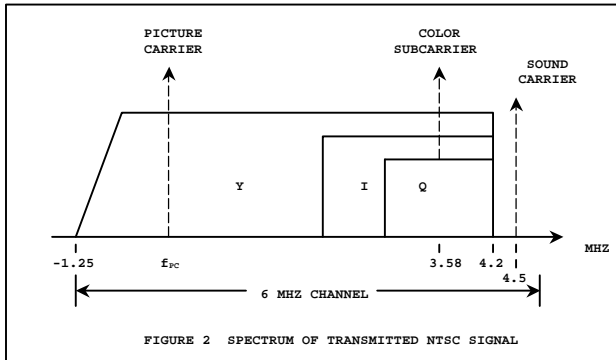 PICTURE
CARRIER
COLOR
SUBCARRIER
SOUND
CARRIER
Y
I
Q
MHZ
-1.25
fPC
3.58
4.2
4.5
6 MHZ CHANNEL
FIGURE 2 SPECTRUM OF TRANSMITTED NTSC SIGNAL